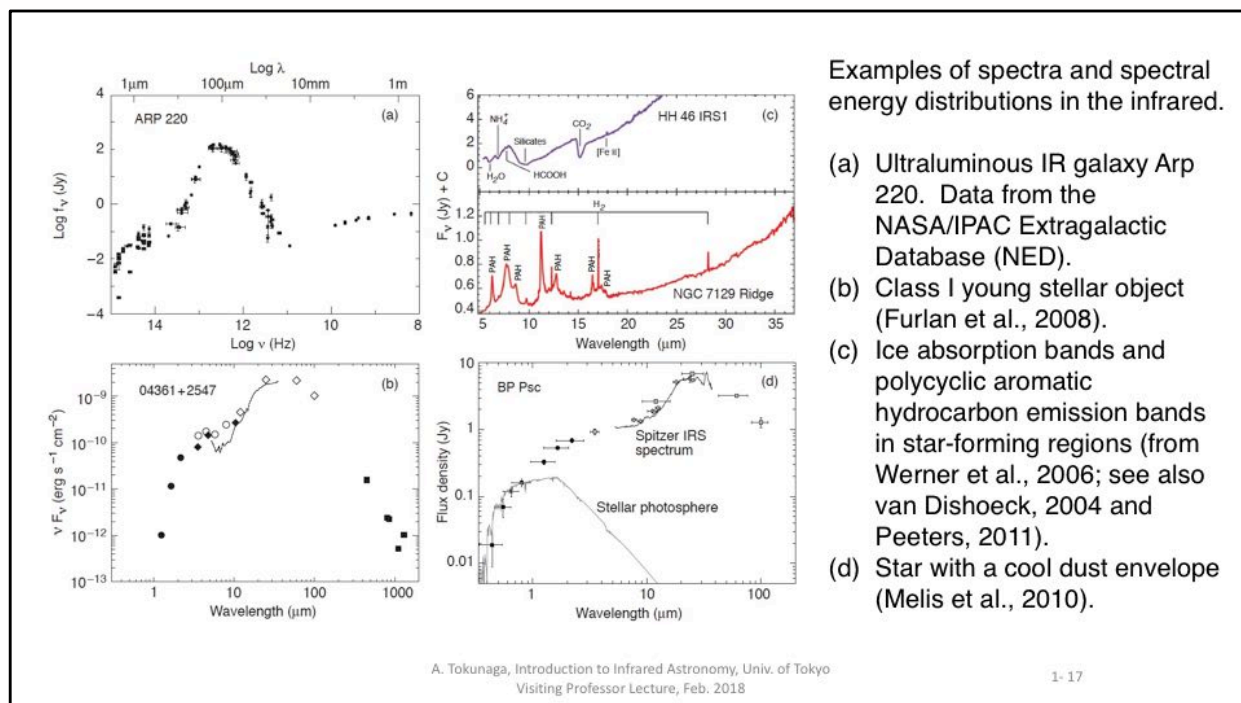 Log λ
1μm 100μm 10mm 1m
4
2
0
−2
−4
Log fν (Jy)
ARP 220
(a)
14 12 10 8
Log ν (Hz)
6
5
4
3
2
1
0
HH 46 IRS1
(c)
NH4+
Silicates
CO2
[Fe II]
H2O
HCOOH
Fν (Jy) + C
1.2
1.0
0.8
0.6
0.4
H2
PAH PAH PAH PAH PAH PAH PAH
NGC 7129 Ridge
5 10 15 20 25 30 35
Wavelength (μm)
10−9
10−10
10−11
10−12
10−13
ν Fν (erg s −1 cm−2)
04361+2547
(b)
1 10 100 1000
Wavelength (μm)
10
1
0.1
0.01
Flux density (Jy)
BP Psc
(d)
Spitzer IRS
spectrum
Stellar photosphere
1 10 100
Wavelength (μm)
Examples of spectra and spectral
energy distributions in the infrared.
(a) Ultraluminous IR galaxy Arp
220. Data from the
NASA/IPAC Extragalactic
Database (NED).
(b) Class I young stellar object
(Furlan et al., 2008).
(c) Ice absorption bands and
polycyclic aromatic
hydrocarbon emission bands
in star-forming regions (from
Werner et al., 2006; see also
van Dishoeck, 2004 and
Peeters, 2011).
(d) Star with a cool dust envelope
(Melis et al., 2010).
A. Tokunaga, Introduction to Infrared Astronomy, Univ. of Tokyo
Visiting Professor Lecture, Feb. 2018
1- 17